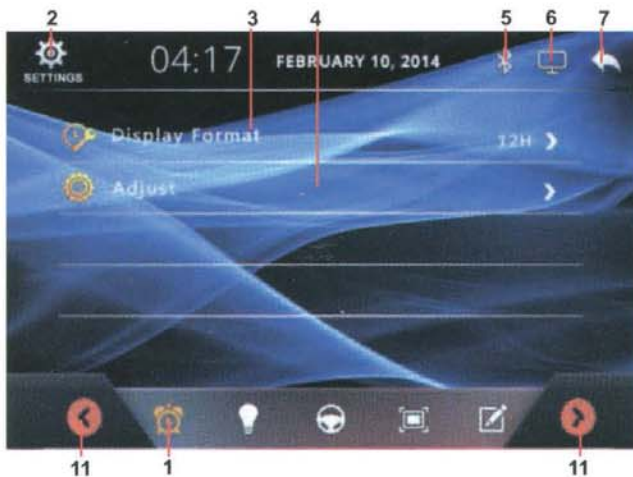 2 3 4 5 6 7
SETTINGS 04:17 FEBRUARY 10, 2014
Display Format 12H
Adjust
11 1 11